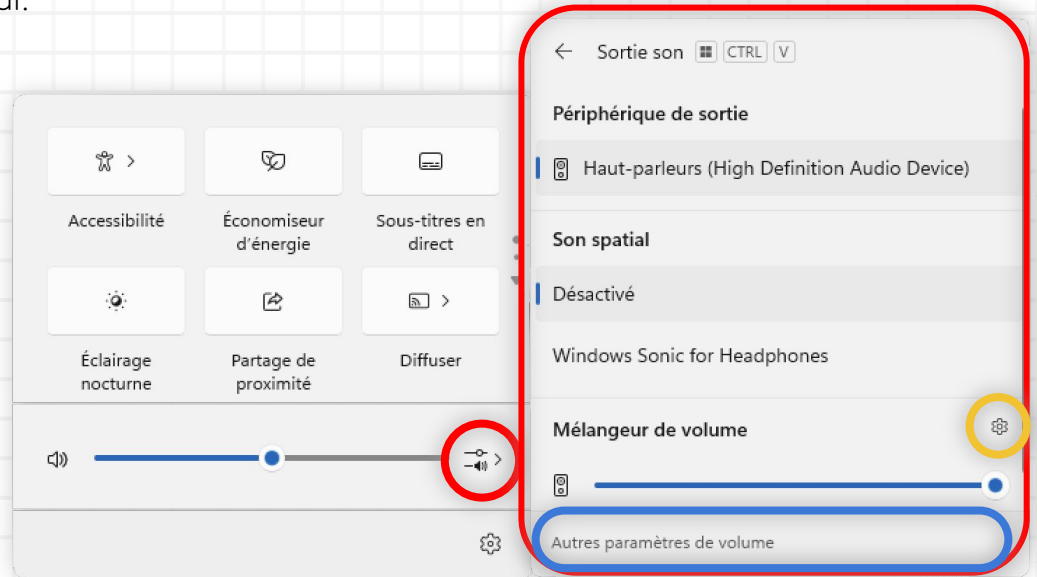 Sortie son CTRL V
Périphérique de sortie
Haut-parleurs (High Definition Audio Device)
Son spatial
Désactivé
Windows Sonic for Headphones
Mélangeur de volume
Autres paramètres de volume
Accessibilité
Économiseur
d'énergie
Sous-titres en
direct
Éclairage
nocturne
Partage de
proximité
Diffuser